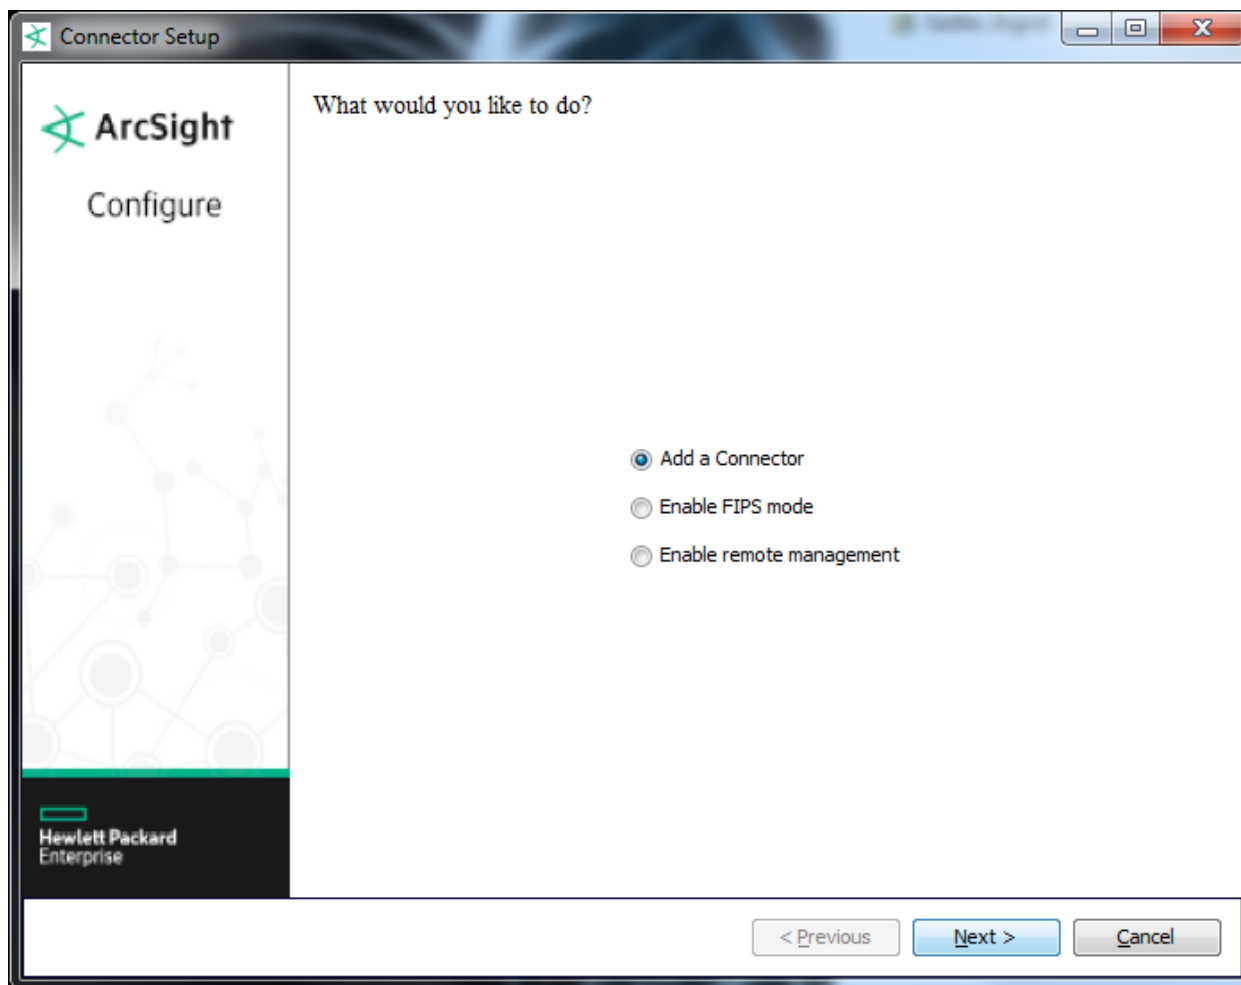 Connector Setup
ArcSight
Configure
What would you like to do?
Add a Connector
Enable FIPS mode
Enable remote management
Hewlett Packard
Enterprise
< Previous
Next >
Cancel